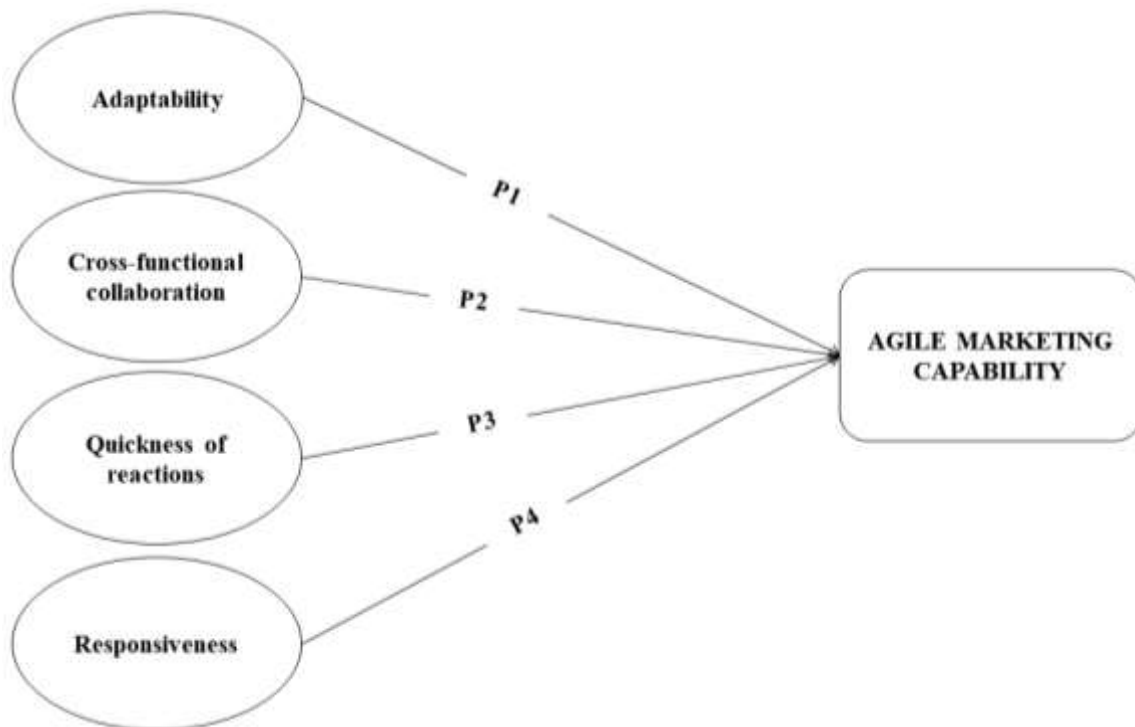 Adaptability
P1
Cross-functional
collaboration
P2
AGILE MARKETING
CAPABILITY
Quickness of
reactions
P3
P4
Responsiveness